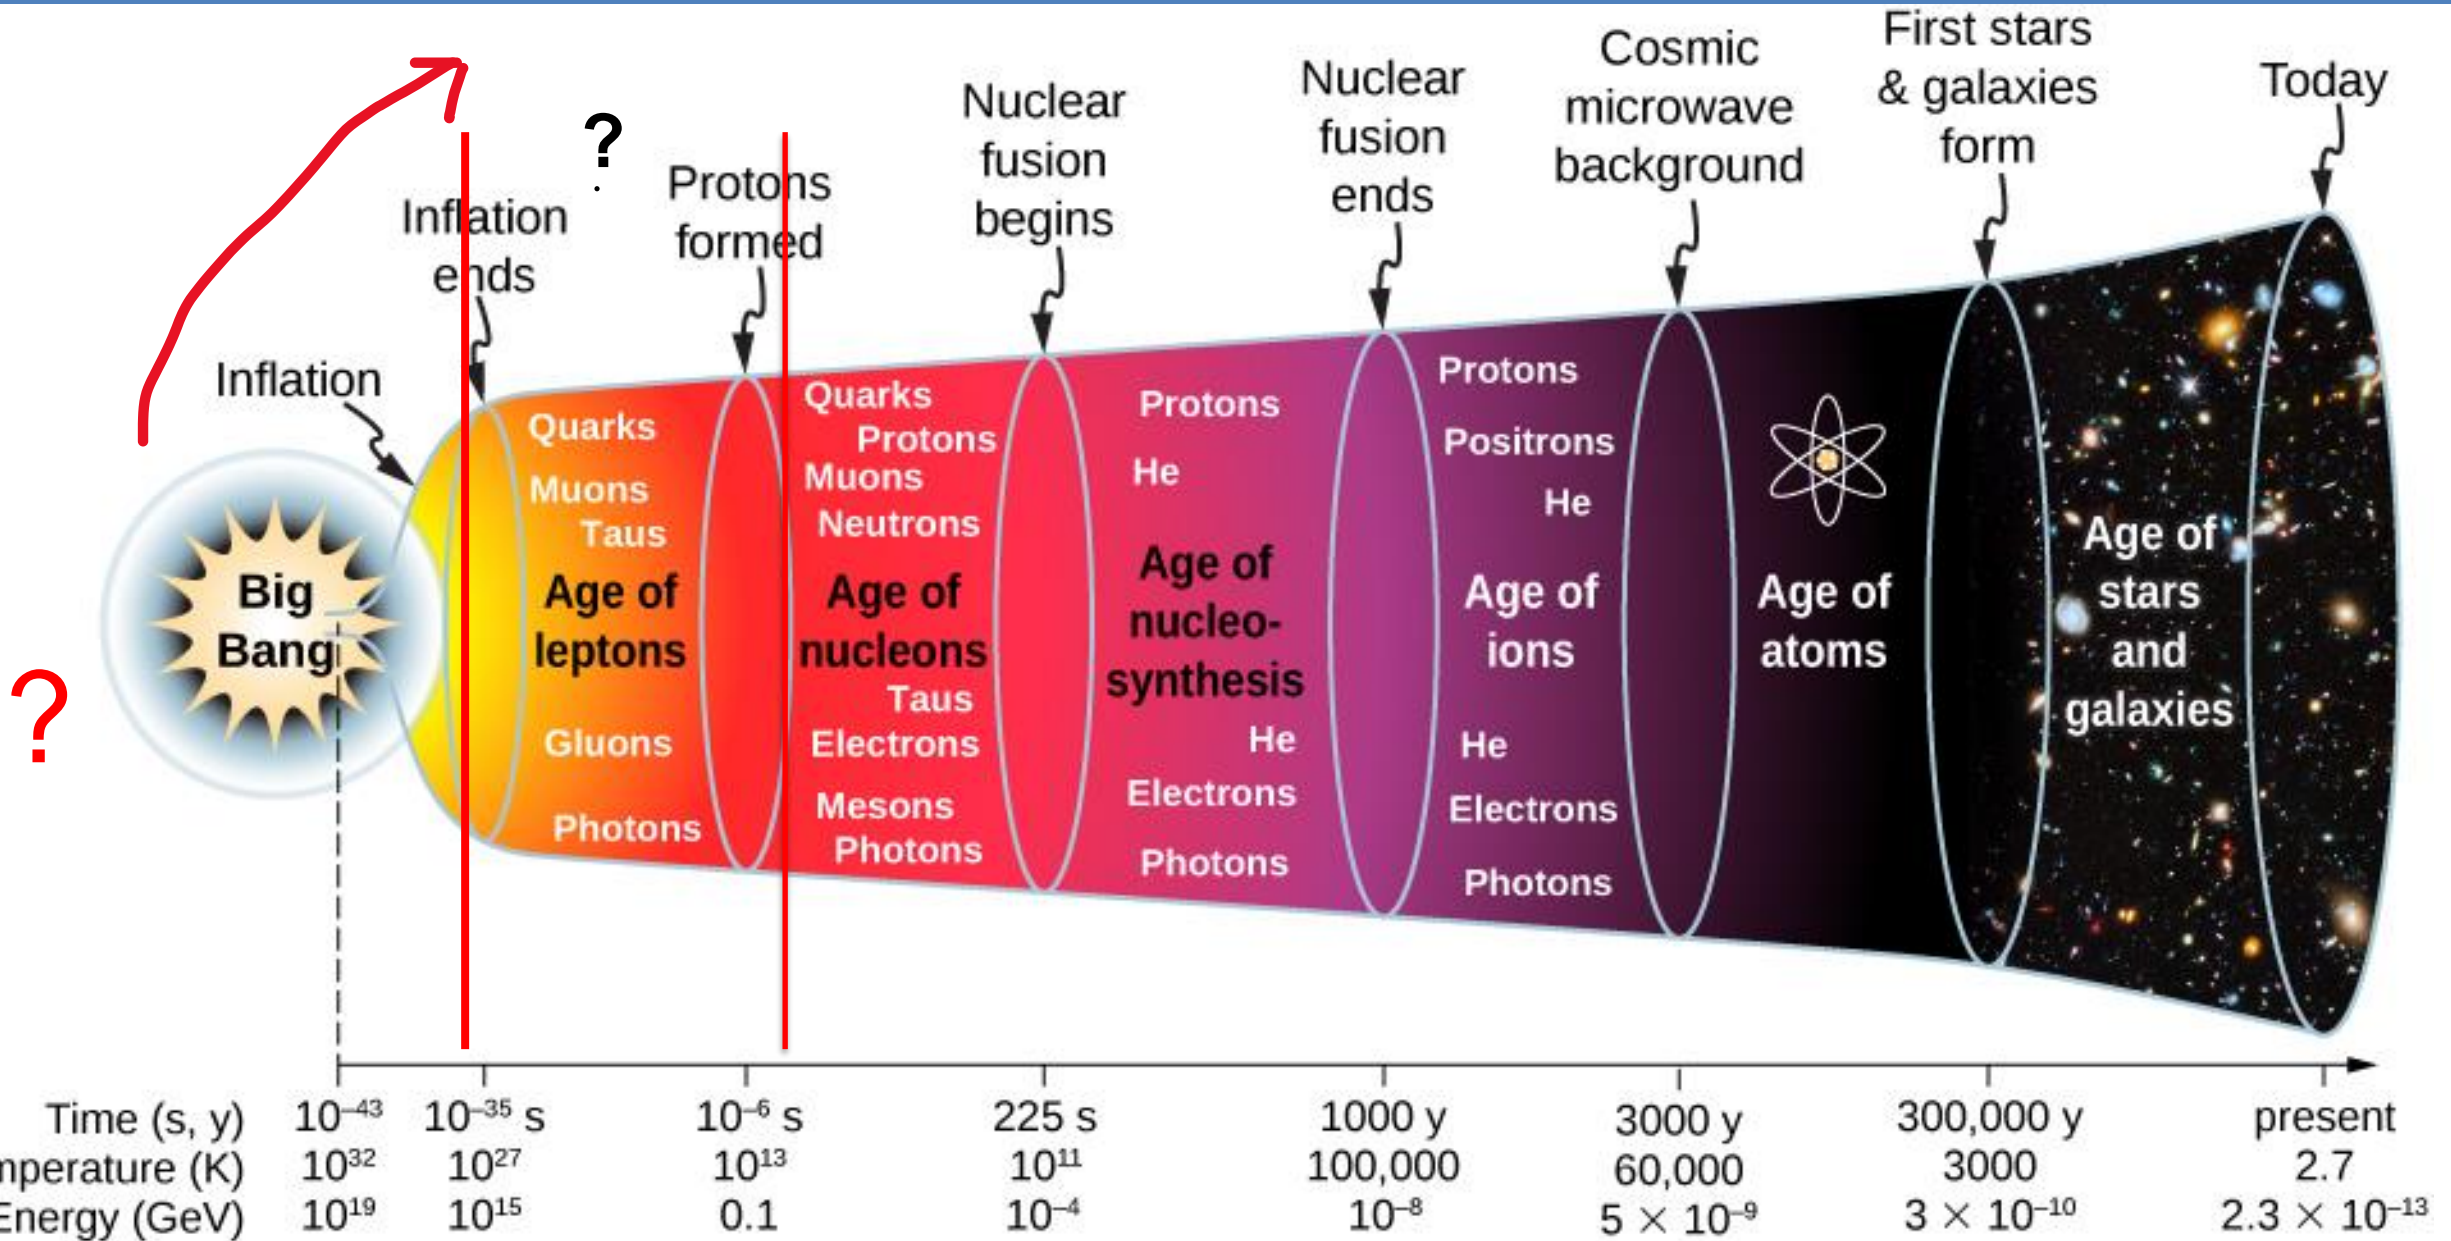 First stars
& galaxies
form
Cosmic
microwave
background
Today
Nuclear
fusion
ends
Nuclear
fusion
begins
?
Protons
formed
Inflation
ends
Inflation
Big
Bang
?
Quarks
Muons
Taus
Age of
leptons
Gluons
Photons
Quarks
Protons
Muons
Neutrons
Age of
nucleons
Taus
Electrons
Mesons
Photons
Protons
He
Age of
nucleo-
synthesis
He
Electrons
Photons
Protons
Positrons
He
Age of
ions
He
Electrons
Photons
Age of
atoms
Age of
stars
and
galaxies
Time (s, y) 10⁻⁴³ 10⁻³⁵ s 10⁻⁶ s 225 s 1000 y 3000 y 300,000 y present
mperature (K) 10³² 10²⁷ 10¹³ 10¹¹ 100,000 60,000 3000 2.7
Energy (GeV) 10¹⁹ 10¹⁵ 0.1 10⁻⁴ 10⁻⁸ 5 × 10⁻⁹ 3 × 10⁻¹⁰ 2.3 × 10⁻¹³